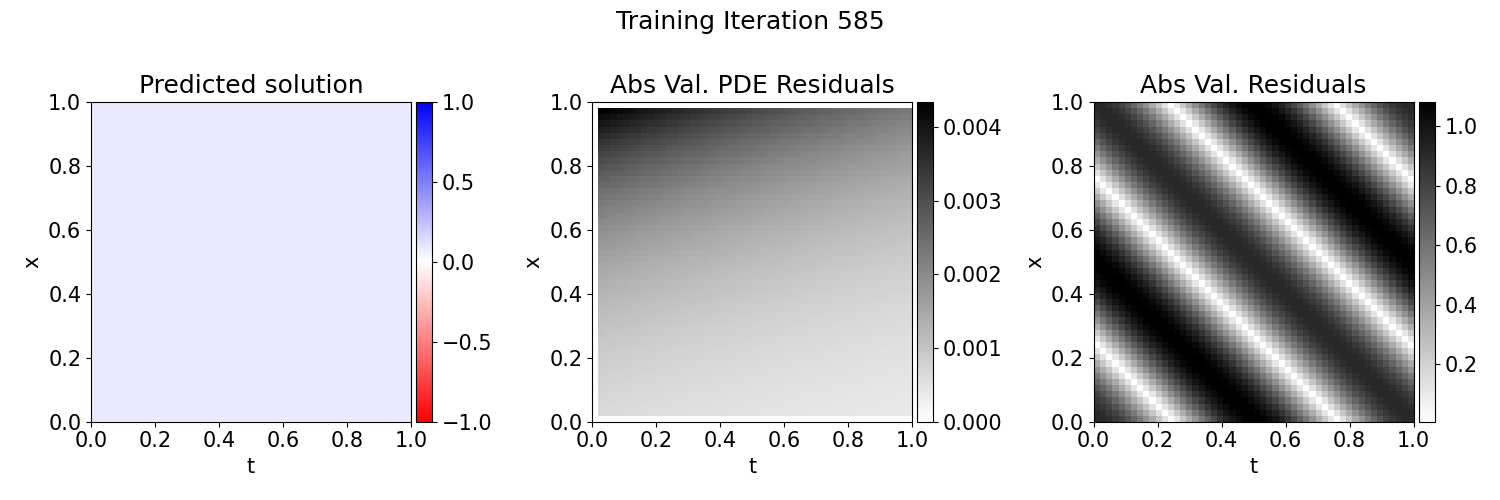 Training Iteration 585
Predicted solution
Abs Val. PDE Residuals
Abs Val. Residuals
1.0
0.8
0.6
0.4
0.2
0.0
x
0.0 0.2 0.4 0.6 0.8 1.0
t
1.0
0.5
0.0
−0.5
−1.0
1.0
0.8
0.6
0.4
0.2
0.0
x
0.0 0.2 0.4 0.6 0.8 1.0
t
0.004
0.003
0.002
0.001
0.000
1.0
0.8
0.6
0.4
0.2
0.0
x
0.0 0.2 0.4 0.6 0.8 1.0
t
1.0
0.8
0.6
0.4
0.2